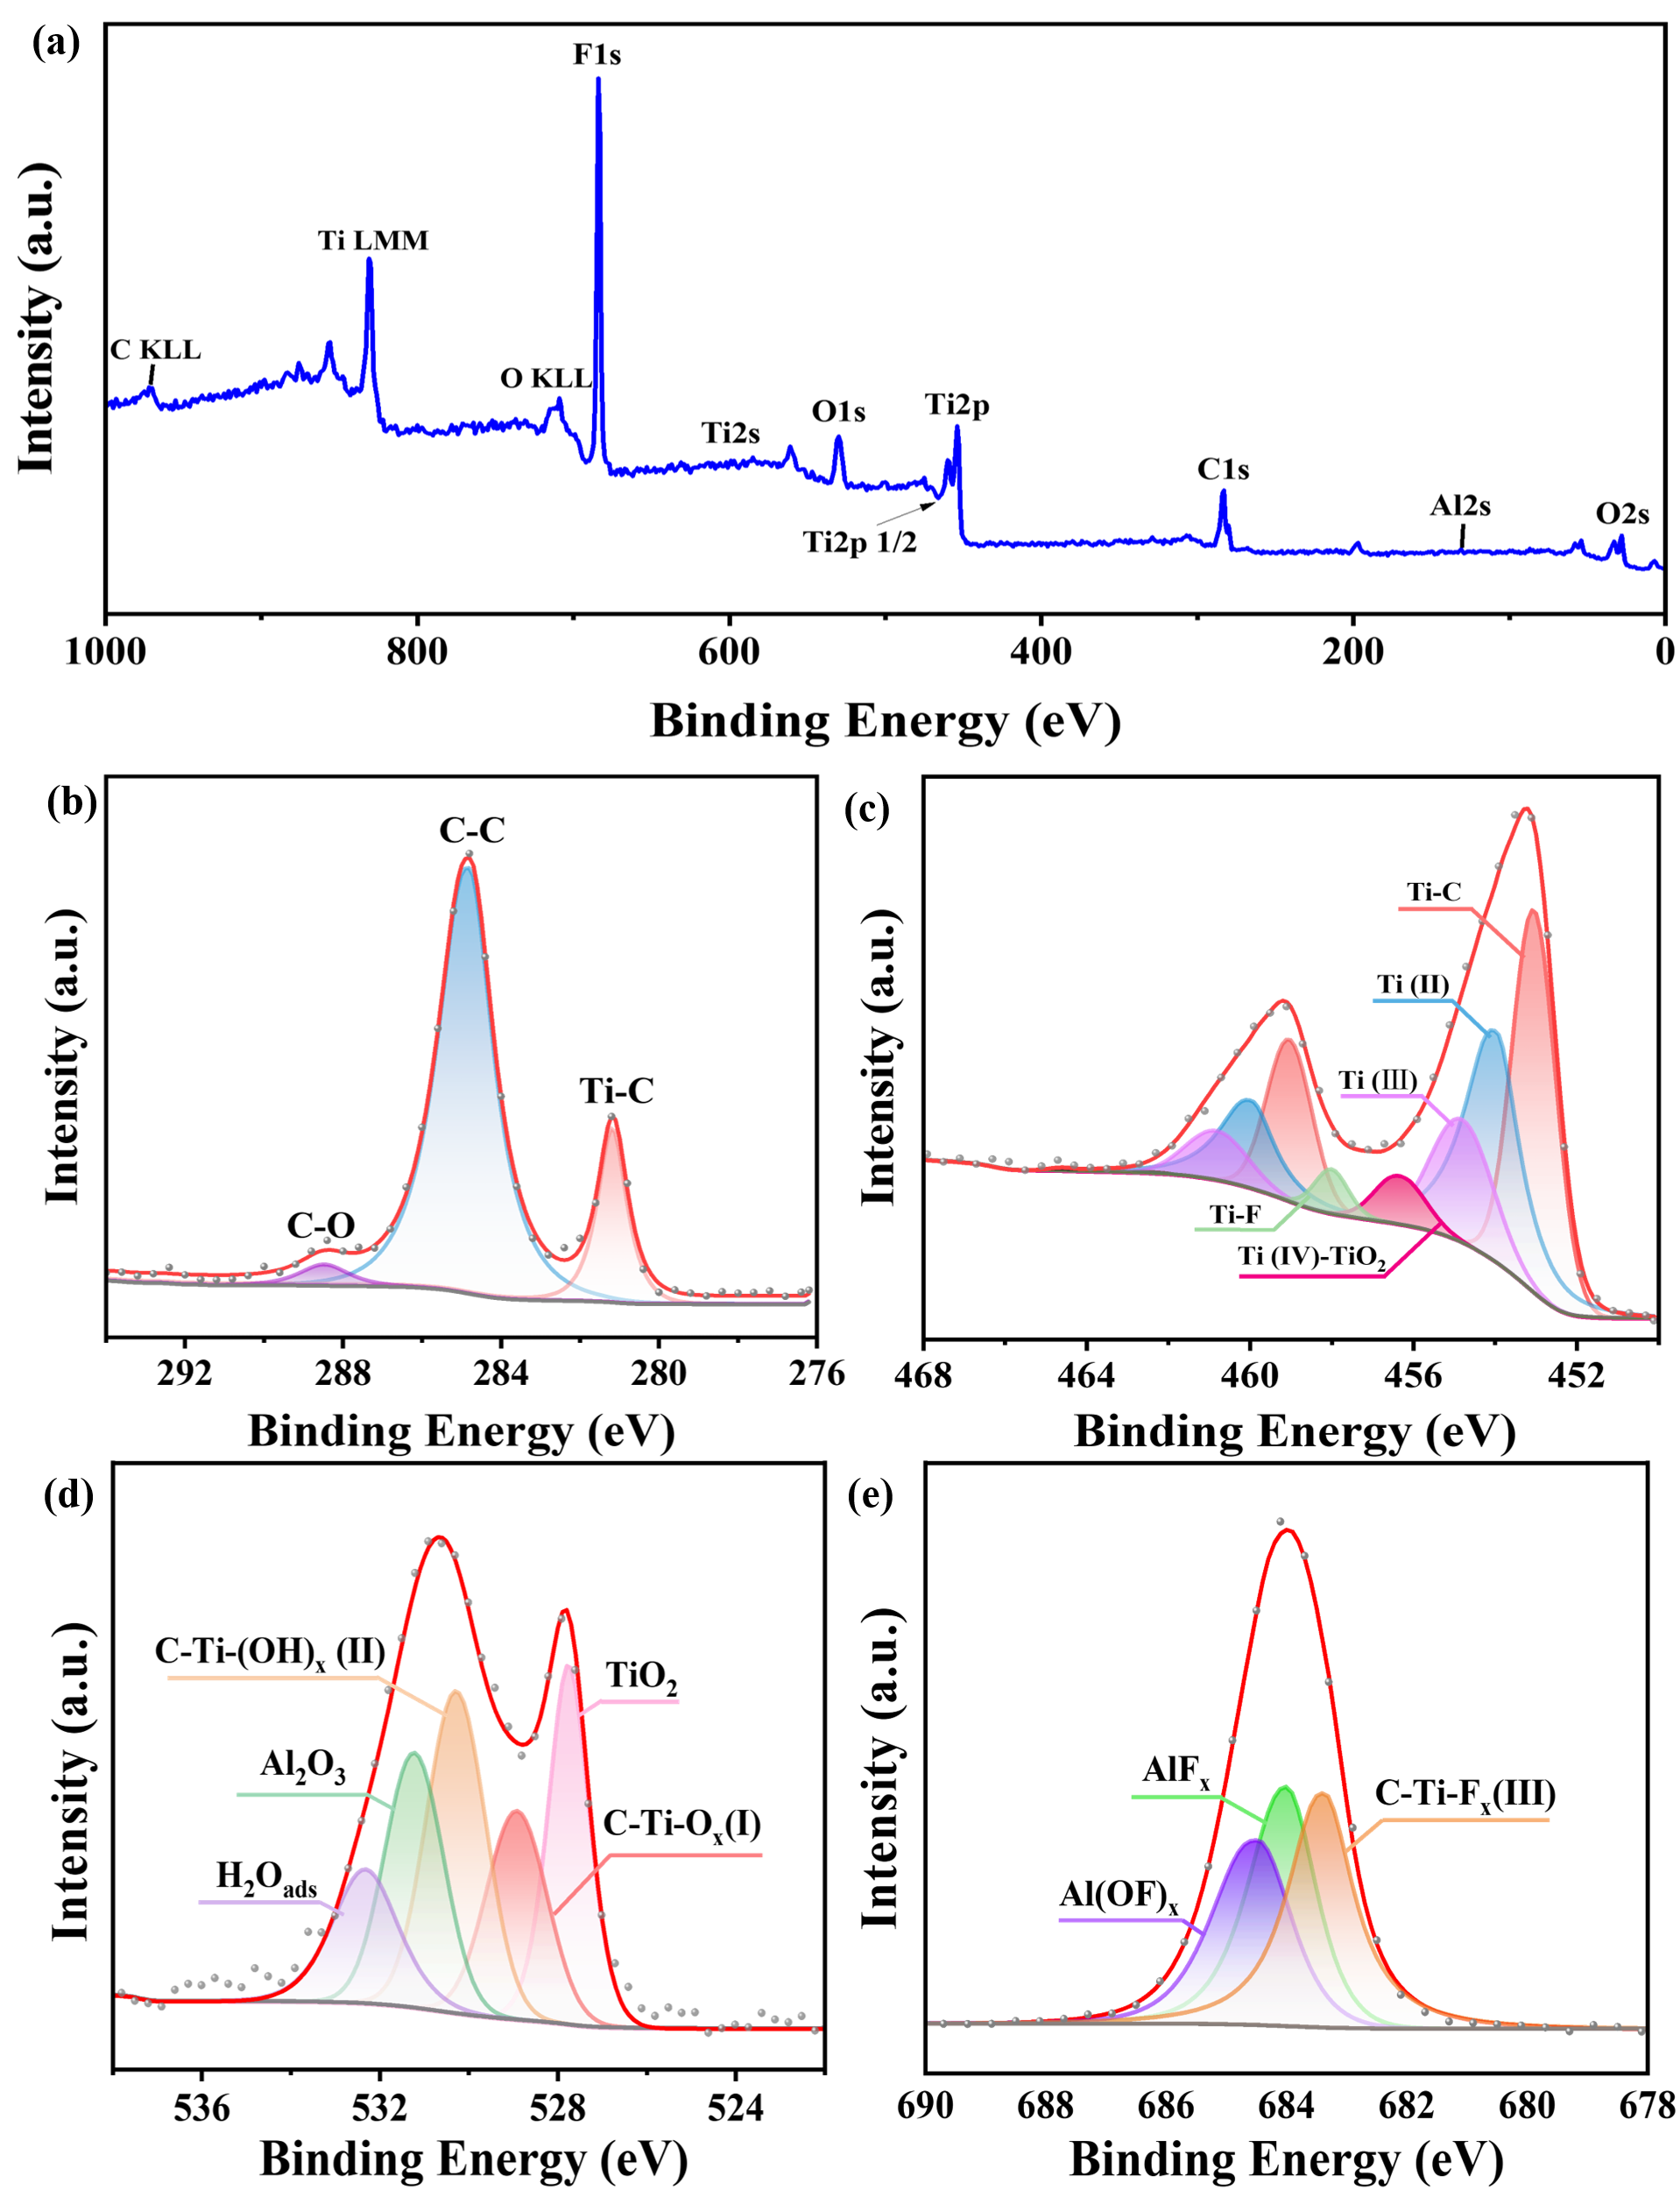 (a)
Intensity (a.u.)
C KLL
Ti LMM
O KLL
F1s
Ti2s
O1s
Ti2p
Ti2p 1/2
C1s
Al2s
O2s
1000 800 600 400 200 0
Binding Energy (eV)
(b)
Intensity (a.u.)
C-C
Ti-C
C-O
292 288 284 280 276
Binding Energy (eV)
(c)
Intensity (a.u.)
Ti-C
Ti (II)
Ti (III)
Ti-F
Ti (IV)-TiO₂
468 464 460 456 452
Binding Energy (eV)
(d)
Intensity (a.u.)
C-Ti-(OH)ₓ (II)
TiO₂
Al₂O₃
C-Ti-Oₓ(I)
H₂Oₐdₛ
536 532 528 524
Binding Energy (eV)
(e)
Intensity (a.u.)
AlFₓ
C-Ti-Fₓ(III)
Al(OF)ₓ
690 688 686 684 682 680 678
Binding Energy (eV)